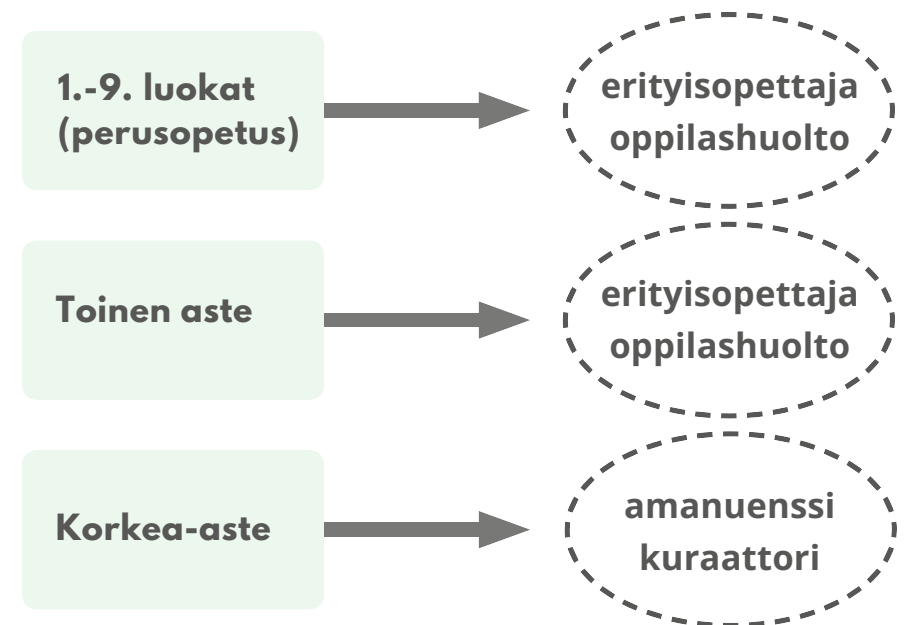 1.-9. luokat
(perusopetus)
erityisopettaja
oppilashuolto
Toinen aste
erityisopettaja
oppilashuolto
Korkea-aste
amanuenssi
kuraattori